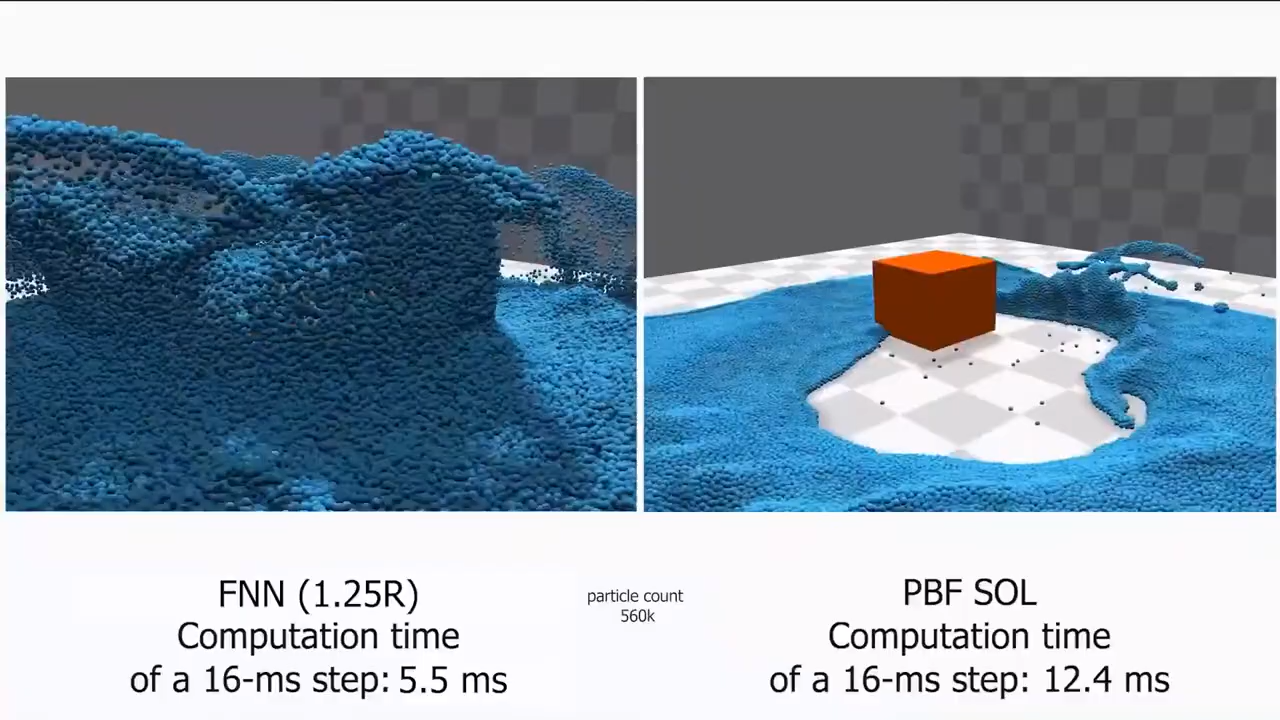 FNN (1.25R)
Computation time
of a 16-ms step: 5.5 ms
particle count
560k
PBF SOL
Computation time
of a 16-ms step: 12.4 ms